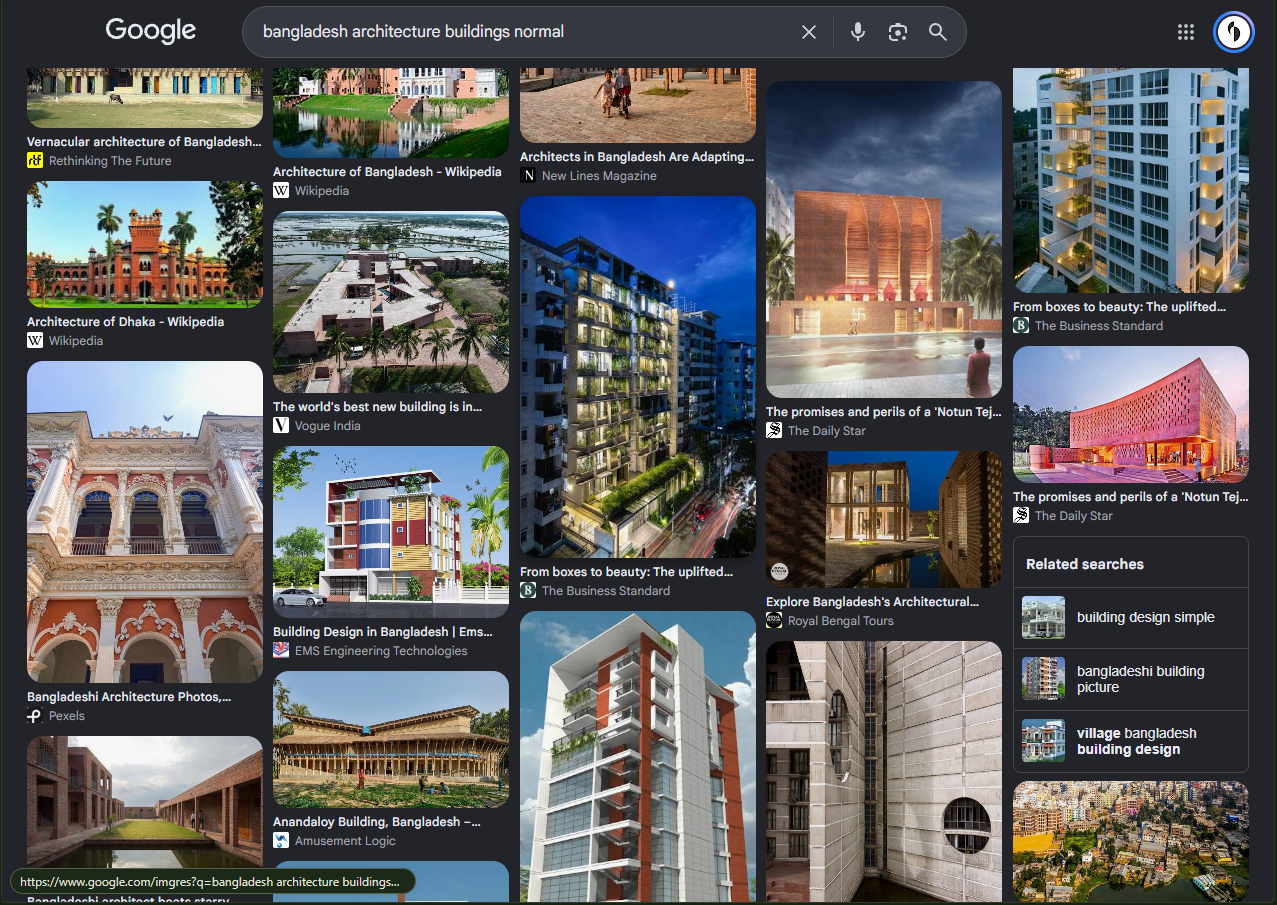 Google
bangladesh architecture buildings normal
Vernacular architecture of Bangladesh...
rtf
Rethinking The Future
Architecture of Dhaka - Wikipedia
W
Wikipedia
Bangladeshi Architecture Photos,...
Pexels
https://www.google.com/imgres?q=bangladesh architecture buildings...
Bangladeshi architect beats starry
Architecture of Bangladesh - Wikipedia
W
Wikipedia
The world's best new building is in...
V
Vogue India
Building Design in Bangladesh | Ems...
EMS Engineering Technologies
Anandaloy Building, Bangladesh –...
Amusement Logic
Architects in Bangladesh Are Adapting...
N
New Lines Magazine
From boxes to beauty: The uplifted...
B
The Business Standard
The promises and perils of a 'Notun Tej...
The Daily Star
Explore Bangladesh's Architectural...
Royal Bengal Tours
From boxes to beauty: The uplifted...
B
The Business Standard
The promises and perils of a 'Notun Tej...
The Daily Star
Related searches
building design simple
bangladeshi building
picture
village bangladesh
building design